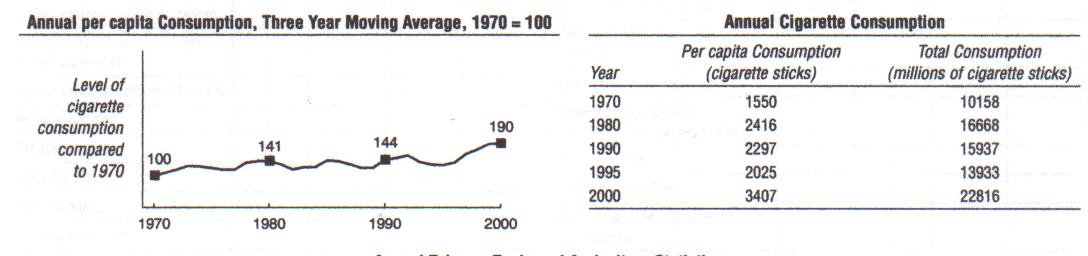 Annual per capita Consumption, Three Year Moving Average, 1970 = 100
Level of
cigarette
consumption
compared
to 1970
100
141
144
190
1970
1980
1990
2000
Annual Cigarette Consumption
Per capita Consumption Total Consumption
Year (cigarette sticks) (millions of cigarette sticks)
1970 1550 10158
1980 2416 16668
1990 2297 15937
1995 2025 13933
2000 3407 22816